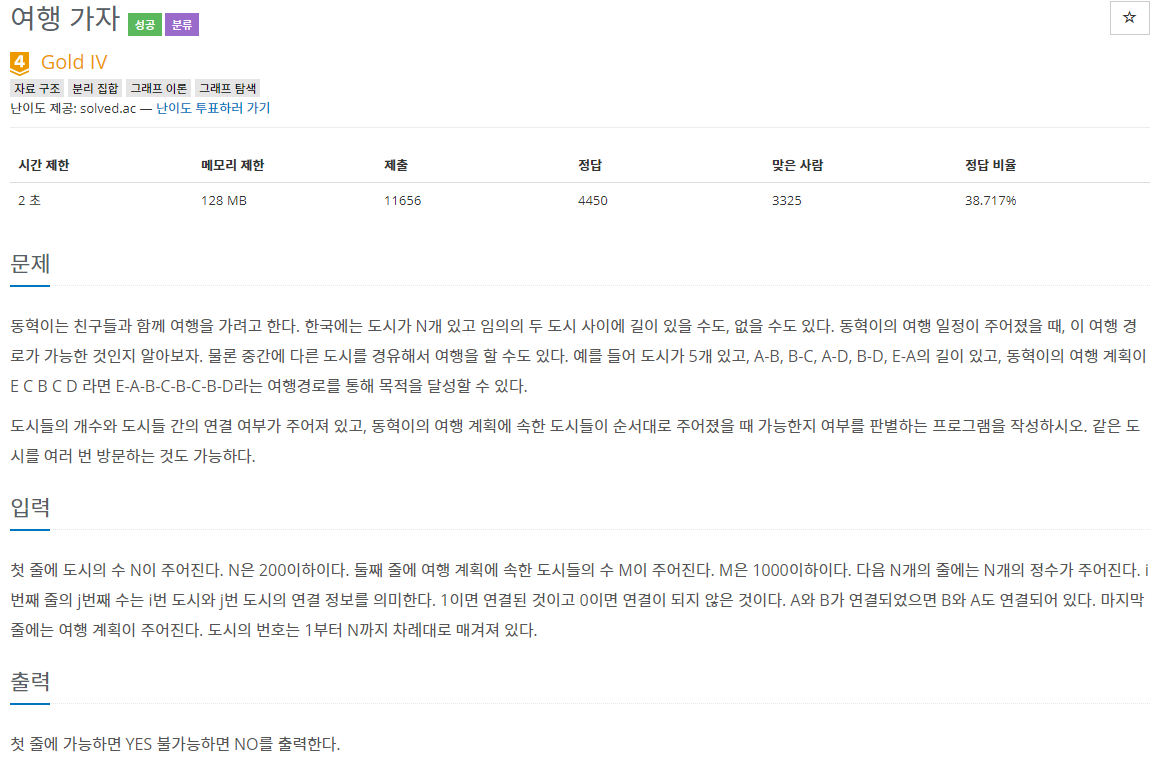 여행 가자 성공 분류
☆
4 Gold IV
자료 구조 분리 집합 그래프 이론 그래프 탐색
난이도 제공: solved.ac — 난이도 투표하러 가기
시간 제한 메모리 제한 제출 정답 맞은 사람 정답 비율
2 초 128 MB 11656 4450 3325 38.717%
문제
동혁이는 친구들과 함께 여행을 가려고 한다. 한국에는 도시가 N개 있고 임의의 두 도시 사이에 길이 있을 수도, 없을 수도 있다. 동혁이의 여행 일정이 주어졌을 때, 이 여행 경
로가 가능한 것인지 알아보자. 물론 중간에 다른 도시를 경유해서 여행을 할 수도 있다. 예를 들어 도시가 5개 있고, A-B, B-C, A-D, B-D, E-A의 길이 있고, 동혁이의 여행 계획이
E C B C D 라면 E-A-B-C-B-C-B-D라는 여행경로를 통해 목적을 달성할 수 있다.
도시들의 개수와 도시들 간의 연결 여부가 주어져 있고, 동혁이의 여행 계획에 속한 도시들이 순서대로 주어졌을 때 가능한지 여부를 판별하는 프로그램을 작성하시오. 같은 도
시를 여러 번 방문하는 것도 가능하다.
입력
첫 줄에 도시의 수 N이 주어진다. N은 200이하이다. 둘째 줄에 여행 계획에 속한 도시들의 수 M이 주어진다. M은 1000이하이다. 다음 N개의 줄에는 N개의 정수가 주어진다. i
번째 줄의 j번째 수는 i번 도시와 j번 도시의 연결 정보를 의미한다. 1이면 연결된 것이고 0이면 연결이 되지 않은 것이다. A와 B가 연결되었으면 B와 A도 연결되어 있다. 마지막
줄에는 여행 계획이 주어진다. 도시의 번호는 1부터 N까지 차례대로 매겨져 있다.
출력
첫 줄에 가능하면 YES 불가능하면 NO를 출력한다.